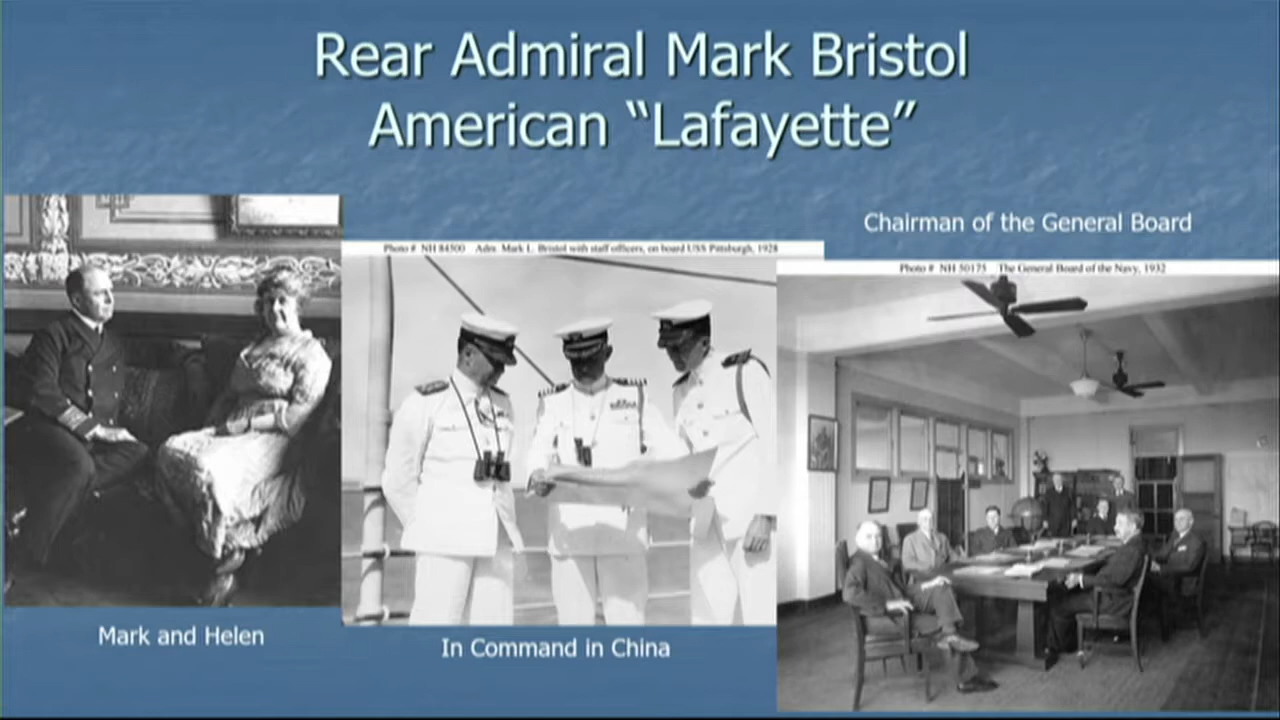 Rear Admiral Mark Bristol
American “Lafayette”
Chairman of the General Board
Photo # NH 84500 Adm. Mark L. Bristol with staff officers, on board USS Pittsburgh, 1928
Photo # NH 50175 The General Board of the Navy, 1932
Mark and Helen
In Command in China